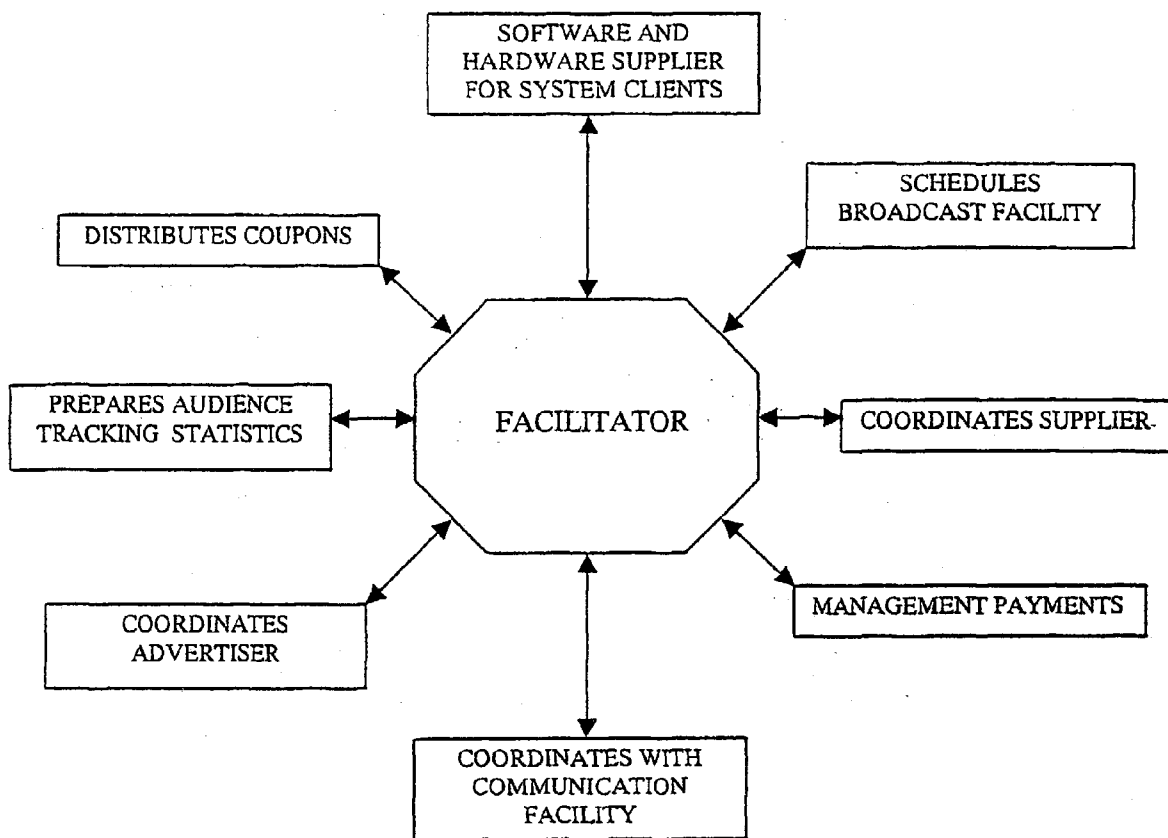 SOFTWARE AND
HARDWARE SUPPLIER
FOR SYSTEM CLIENTS
SCHEDULES
BROADCAST FACILITY
DISTRIBUTES COUPONS
PREPARES AUDIENCE
TRACKING STATISTICS
FACILITATOR
COORDINATES SUPPLIER
MANAGEMENT PAYMENTS
COORDINATES
ADVERTISER
COORDINATES WITH
COMMUNICATION
FACILITY